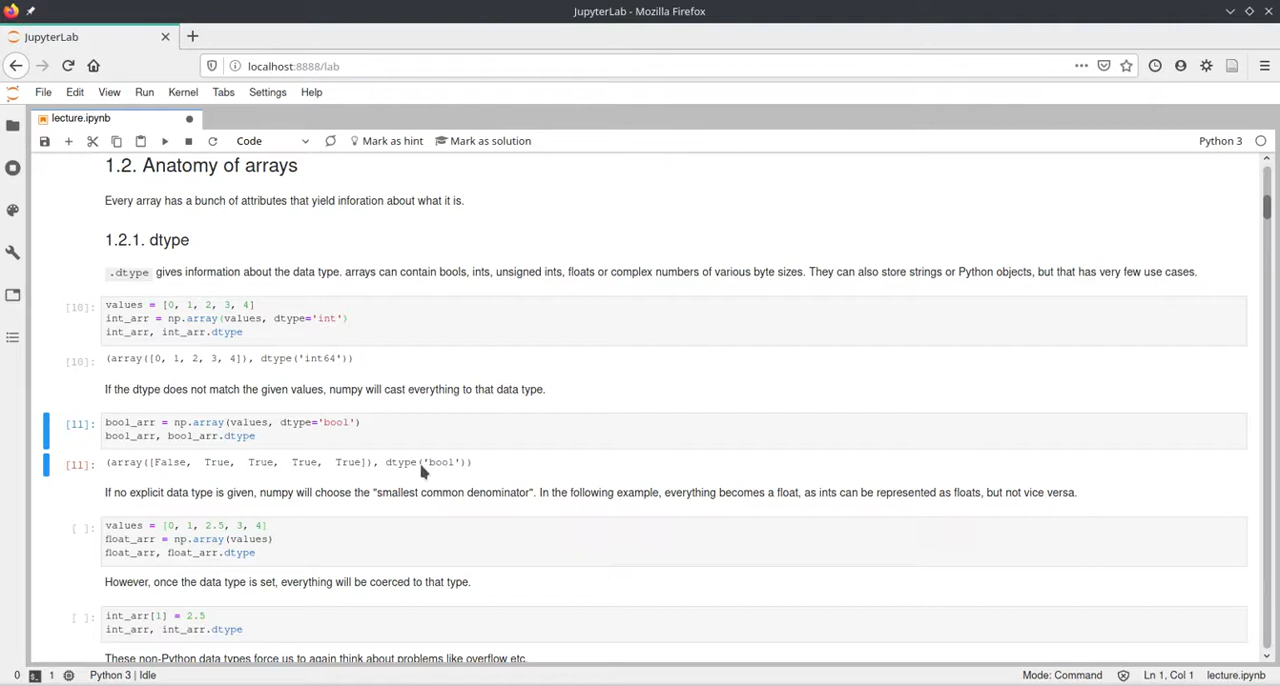 JupyterLab - Mozilla Firefox
JupyterLab
localhost:8888/lab
File Edit View Run Kernel Tabs Settings Help
lecture.ipynb
Code Mark as hint Mark as solution Python 3
1.2. Anatomy of arrays
Every array has a bunch of attributes that yield inforation about what it is.
1.2.1. dtype
.dtype gives information about the data type. arrays can contain bools, ints, unsigned ints, floats or complex numbers of various byte sizes. They can also store strings or Python objects, but that has very few use cases.
[10]: values = [0, 1, 2, 3, 4]
int_arr = np.array(values, dtype='int')
int_arr, int_arr.dtype
[10]: (array([0, 1, 2, 3, 4]), dtype('int64'))
If the dtype does not match the given values, numpy will cast everything to that data type.
[11]: bool_arr = np.array(values, dtype='bool')
bool_arr, bool_arr.dtype
[11]: (array([False, True, True, True, True]), dtype('bool'))
If no explicit data type is given, numpy will choose the "smallest common denominator". In the following example, everything becomes a float, as ints can be represented as floats, but not vice versa.
[ ]: values = [0, 1, 2.5, 3, 4]
float_arr = np.array(values)
float_arr, float_arr.dtype
However, once the data type is set, everything will be coerced to that type.
[ ]: int_arr[1] = 2.5
int_arr, int_arr.dtype
These non-Python data types force us to again think about problems like overflow etc.
0 1 Python 3 | Idle Mode: Command Ln 1, Col 1 lecture.ipynb